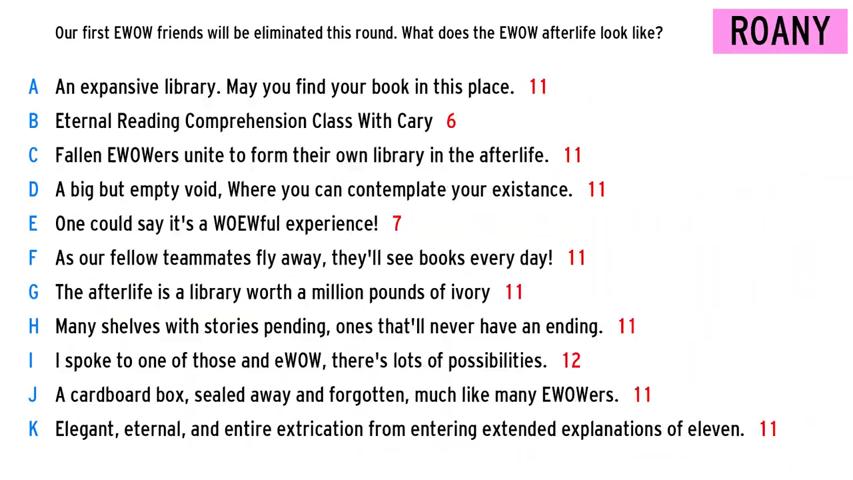 Our first EWOW friends will be eliminated this round. What does the EWOW afterlife look like?
ROANY
A An expansive library. May you find your book in this place. 11
B Eternal Reading Comprehension Class With Cary 6
C Fallen EWOWers unite to form their own library in the afterlife. 11
D A big but empty void, Where you can contemplate your existance. 11
E One could say it's a WOEWful experience! 7
F As our fellow teammates fly away, they'll see books every day! 11
G The afterlife is a library worth a million pounds of ivory 11
H Many shelves with stories pending, ones that'll never have an ending. 11
I I spoke to one of those and eWOW, there's lots of possibilities. 12
J A cardboard box, sealed away and forgotten, much like many EWOWers. 11
K Elegant, eternal, and entire extrication from entering extended explanations of eleven. 11